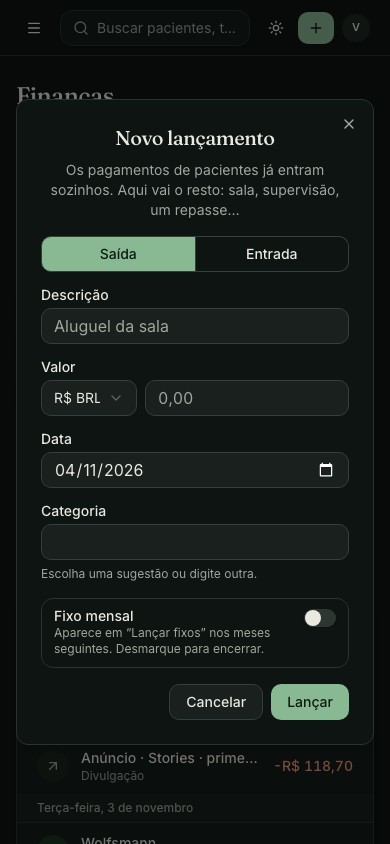 Buscar pacientes, t...
V
Finanças
Novo lançamento
Os pagamentos de pacientes já entram
sozinhos. Aqui vai o resto: sala, supervisão,
um repasse...
Saída
Entrada
Descrição
Aluguel da sala
Valor
R$ BRL
0,00
Data
04/11/2026
Categoria
Escolha uma sugestão ou digite outra.
Fixo mensal
Aparece em “Lançar fixos” nos meses
seguintes. Desmarque para encerrar.
Cancelar
Lançar
Anúncio · Stories · prime...
-R$ 118,70
Divulgação
Terça-feira, 3 de novembro
Wolfsmann